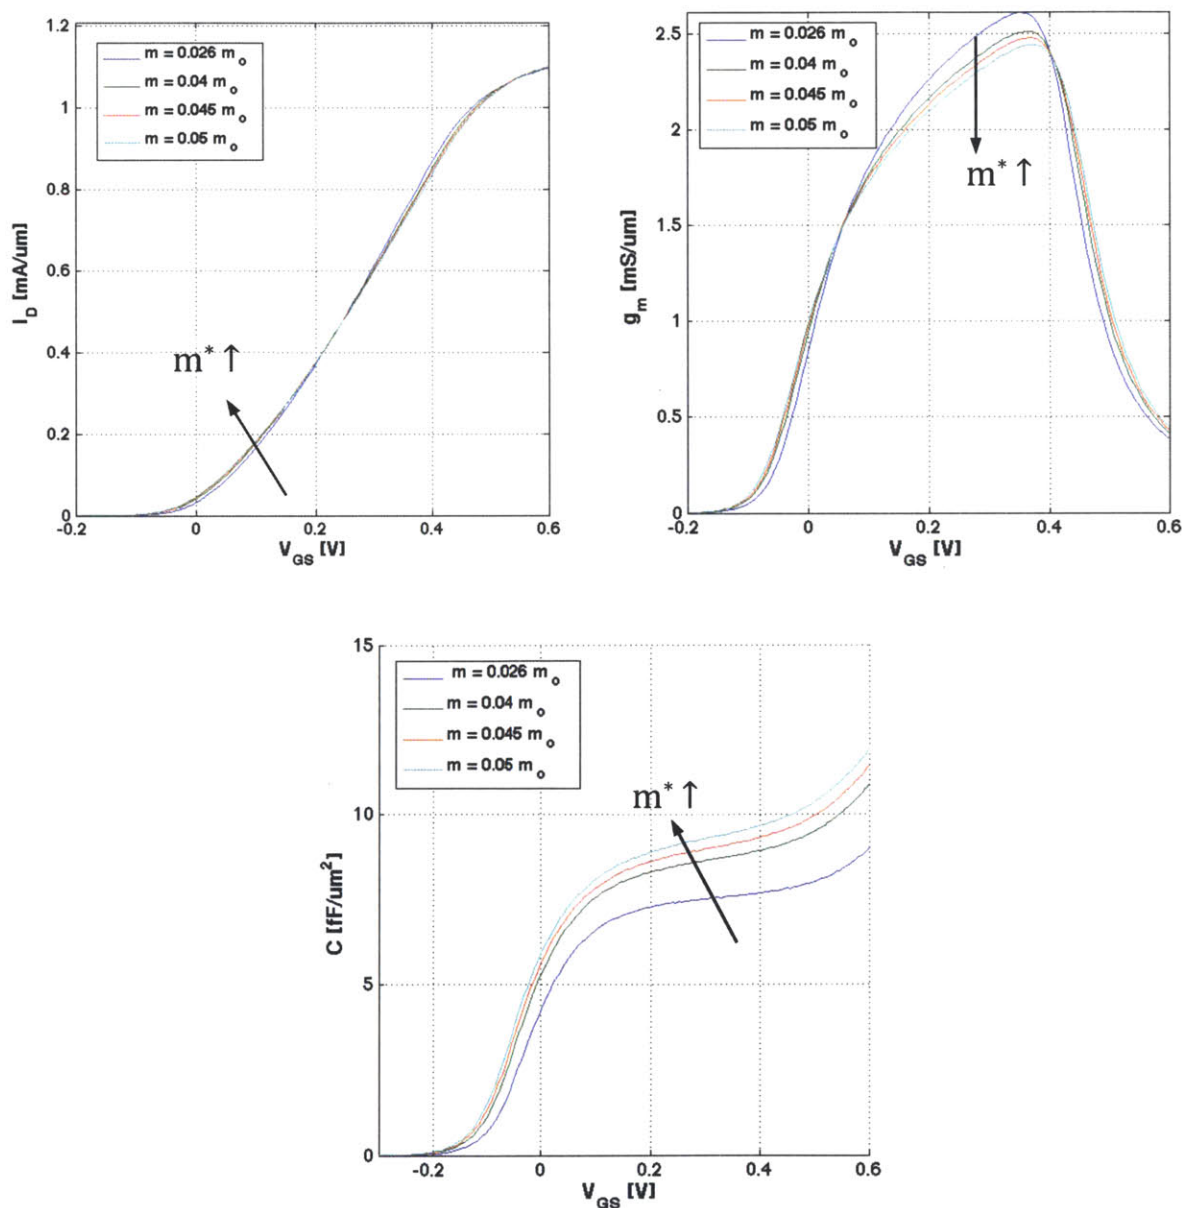 1.2
1
0.8
0.6
0.4
0.2
0
-0.2 0 0.2 0.4 0.6
I_D [mA/um]
V_GS [V]
m = 0.026 m_o
m = 0.04 m_o
m = 0.045 m_o
m = 0.05 m_o
m* ↑
2.5
2
1.5
1
0.5
0
-0.2 0 0.2 0.4 0.6
g_m [mS/um]
V_GS [V]
m = 0.026 m_o
m = 0.04 m_o
m = 0.045 m_o
m = 0.05 m_o
m* ↑
15
10
5
0
-0.2 0 0.2 0.4 0.6
C [fF/um²]
V_GS [V]
m = 0.026 m_o
m = 0.04 m_o
m = 0.045 m_o
m = 0.05 m_o
m* ↑